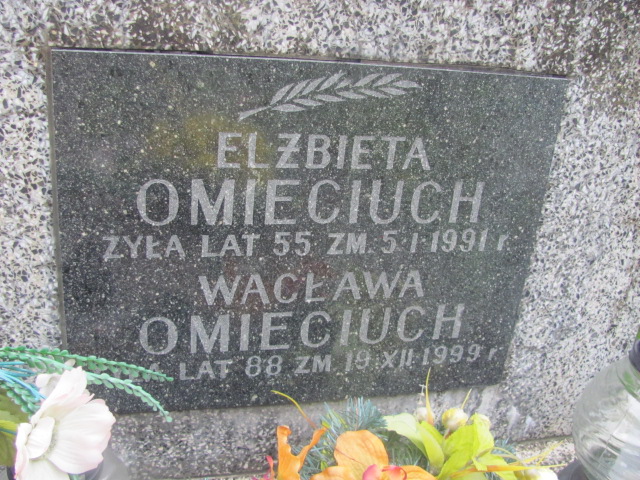 ELŻBIETA
OMIECIUCH
ŻYŁA LAT 55 ZM. 5.I.1991 r
WACŁAWA
OMIECIUCH
LAT 88 ZM 19.XII.1999 r